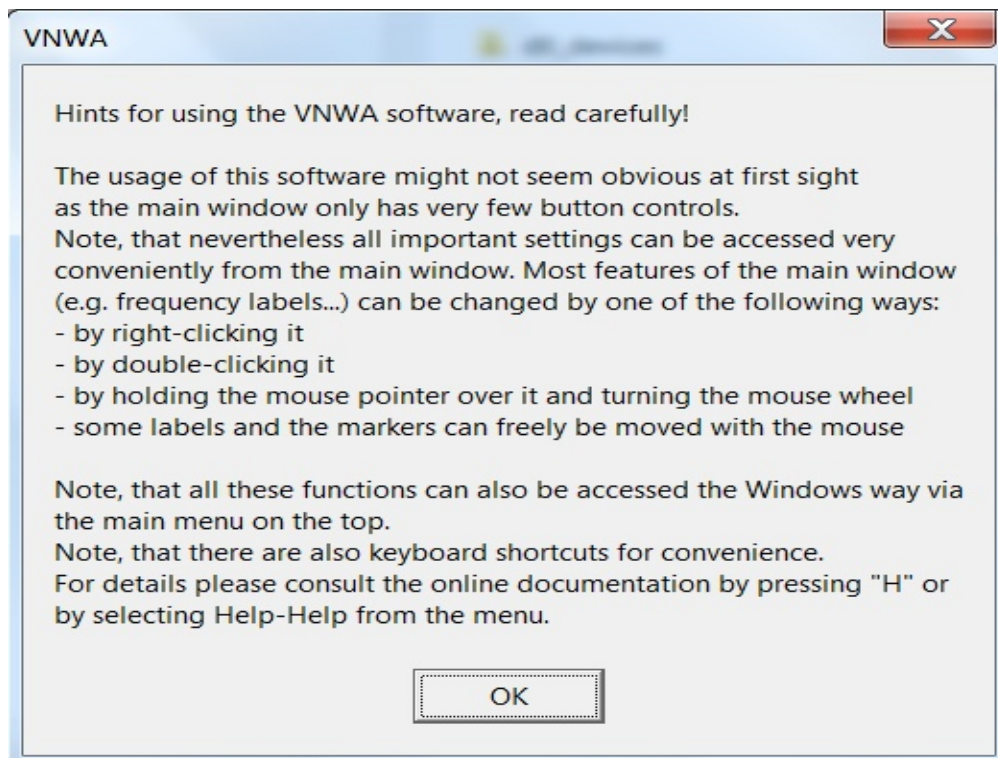 VNWA
Hints for using the VNWA software, read carefully!
The usage of this software might not seem obvious at first sight
as the main window only has very few button controls.
Note, that nevertheless all important settings can be accessed very
conveniently from the main window. Most features of the main window
(e.g. frequency labels...) can be changed by one of the following ways:
- by right-clicking it
- by double-clicking it
- by holding the mouse pointer over it and turning the mouse wheel
- some labels and the markers can freely be moved with the mouse
Note, that all these functions can also be accessed the Windows way via
the main menu on the top.
Note, that there are also keyboard shortcuts for convenience.
For details please consult the online documentation by pressing "H" or
by selecting Help-Help from the menu.
OK